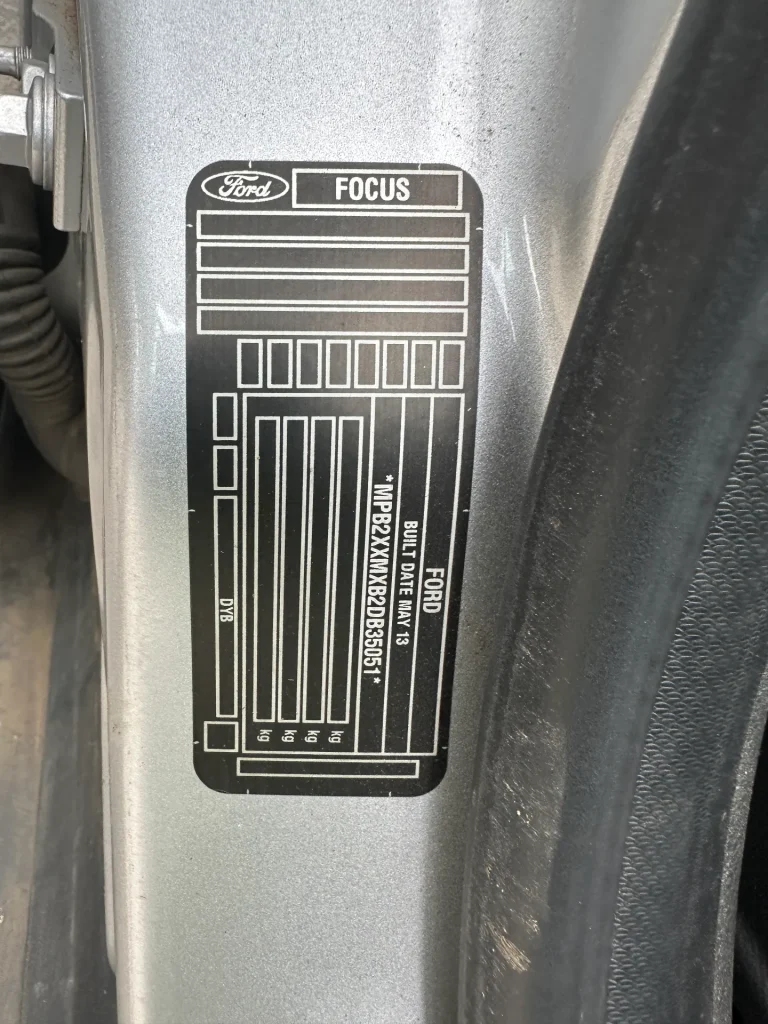 Ford
FOCUS
FORD
BUILT DATE MAY 13
*MPB2XXMXB2DB35051*
kg
kg
kg
kg
DYB